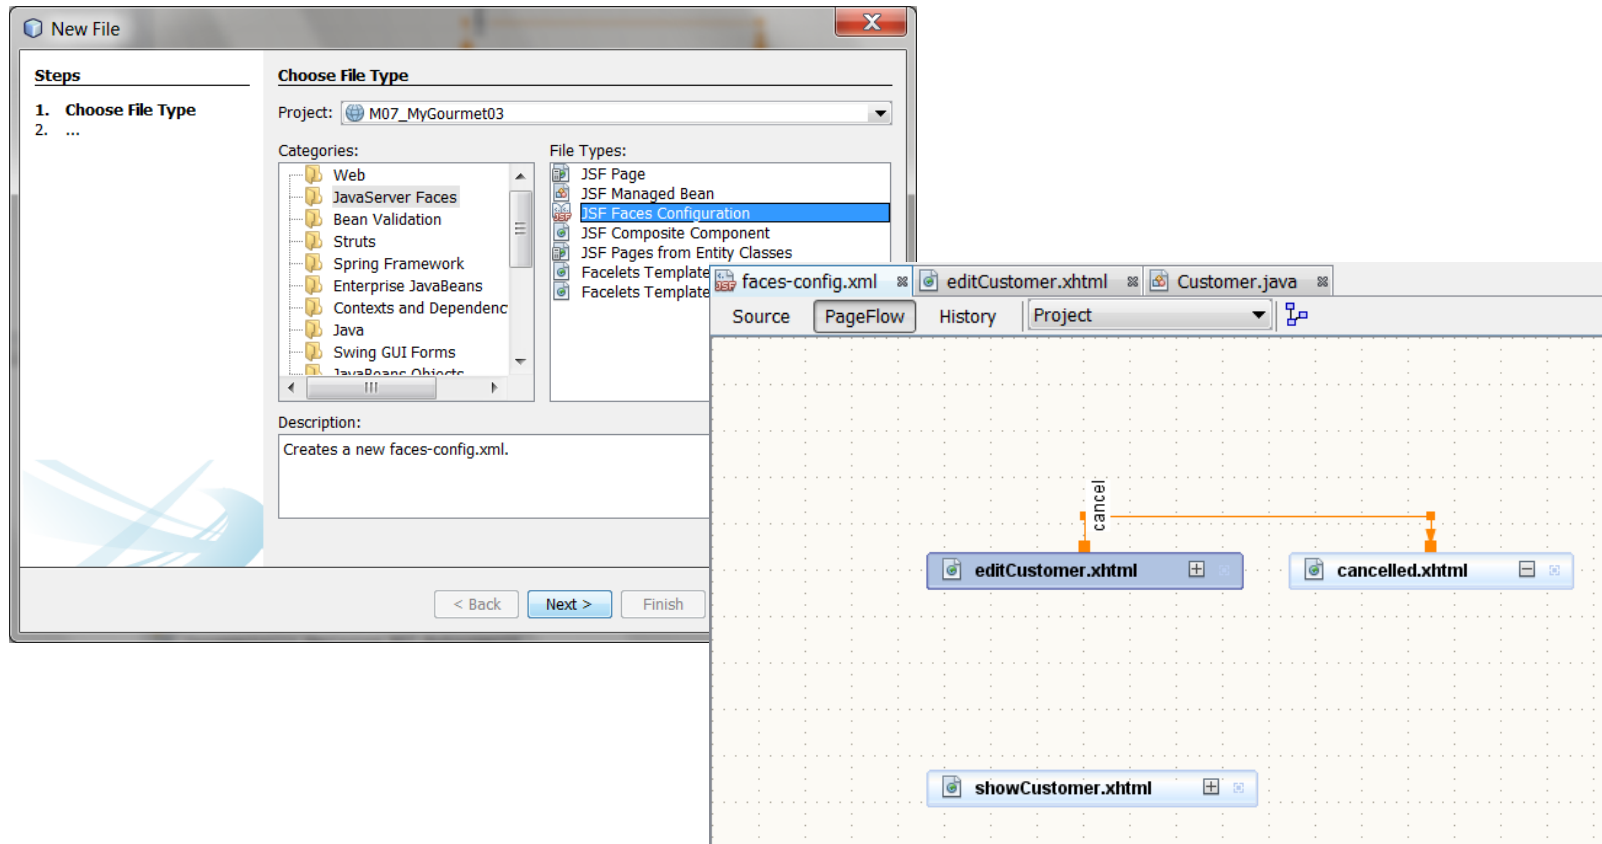 New File
X
Steps
1. Choose File Type
2. ...
Choose File Type
Project: M07_MyGourmet03
Categories:
Web
JavaServer Faces
Bean Validation
Struts
Spring Framework
Enterprise JavaBeans
Contexts and Dependenc
Java
Swing GUI Forms
JavaBeans Objects
File Types:
JSF Page
JSF Managed Bean
JSF Faces Configuration
JSF Composite Component
JSF Pages from Entity Classes
Facelets Template
Facelets Template
Description:
Creates a new faces-config.xml.
< Back
Next >
Finish
faces-config.xml
editCustomer.xhtml
Customer.java
Source
PageFlow
History
Project
cancel
editCustomer.xhtml
cancelled.xhtml
showCustomer.xhtml